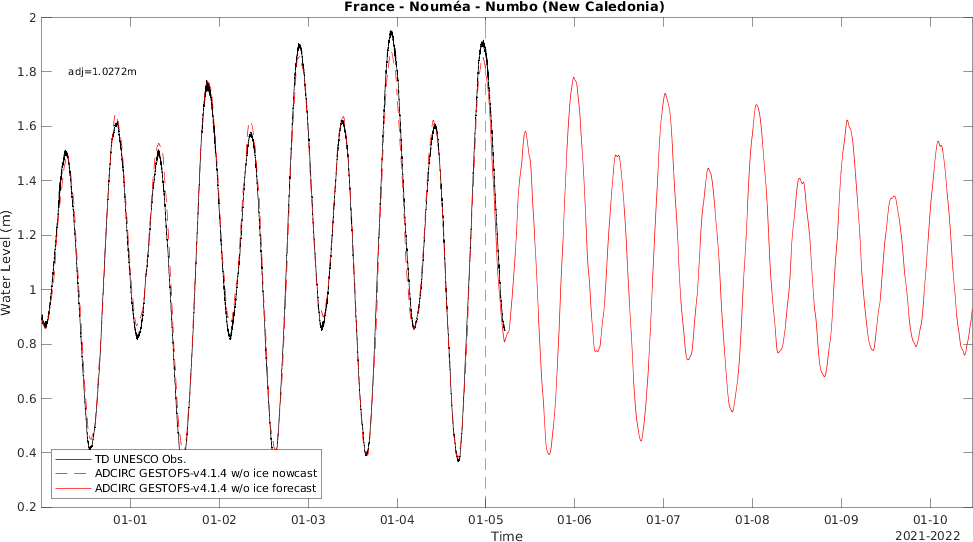 France - Nouméa - Numbo (New Caledonia)
2
1.8
1.6
1.4
1.2
1
0.8
0.6
0.4
0.2
Water Level (m)
adj=1.0272m
TD UNESCO Obs.
ADCIRC GESTOFS-v4.1.4 w/o ice nowcast
ADCIRC GESTOFS-v4.1.4 w/o ice forecast
01-01 01-02 01-03 01-04 01-05 01-06 01-07 01-08 01-09 01-10
Time
2021-2022